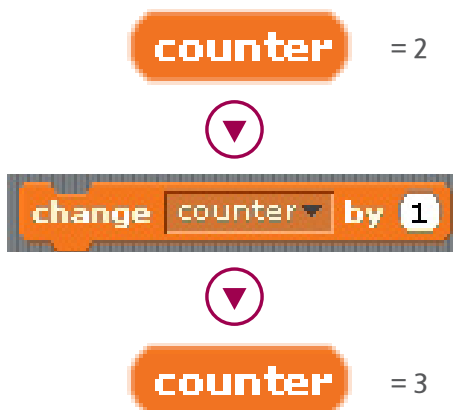 counter = 2
change counter by 1
counter = 3